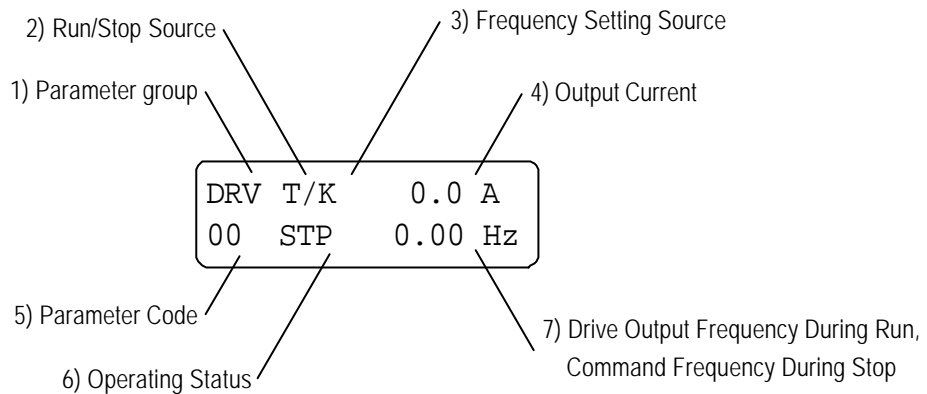 2) Run/Stop Source
3) Frequency Setting Source
1) Parameter group
4) Output Current
DRV T/K 0.0 A
00 STP 0.00 Hz
5) Parameter Code
7) Drive Output Frequency During Run,
Command Frequency During Stop
6) Operating Status